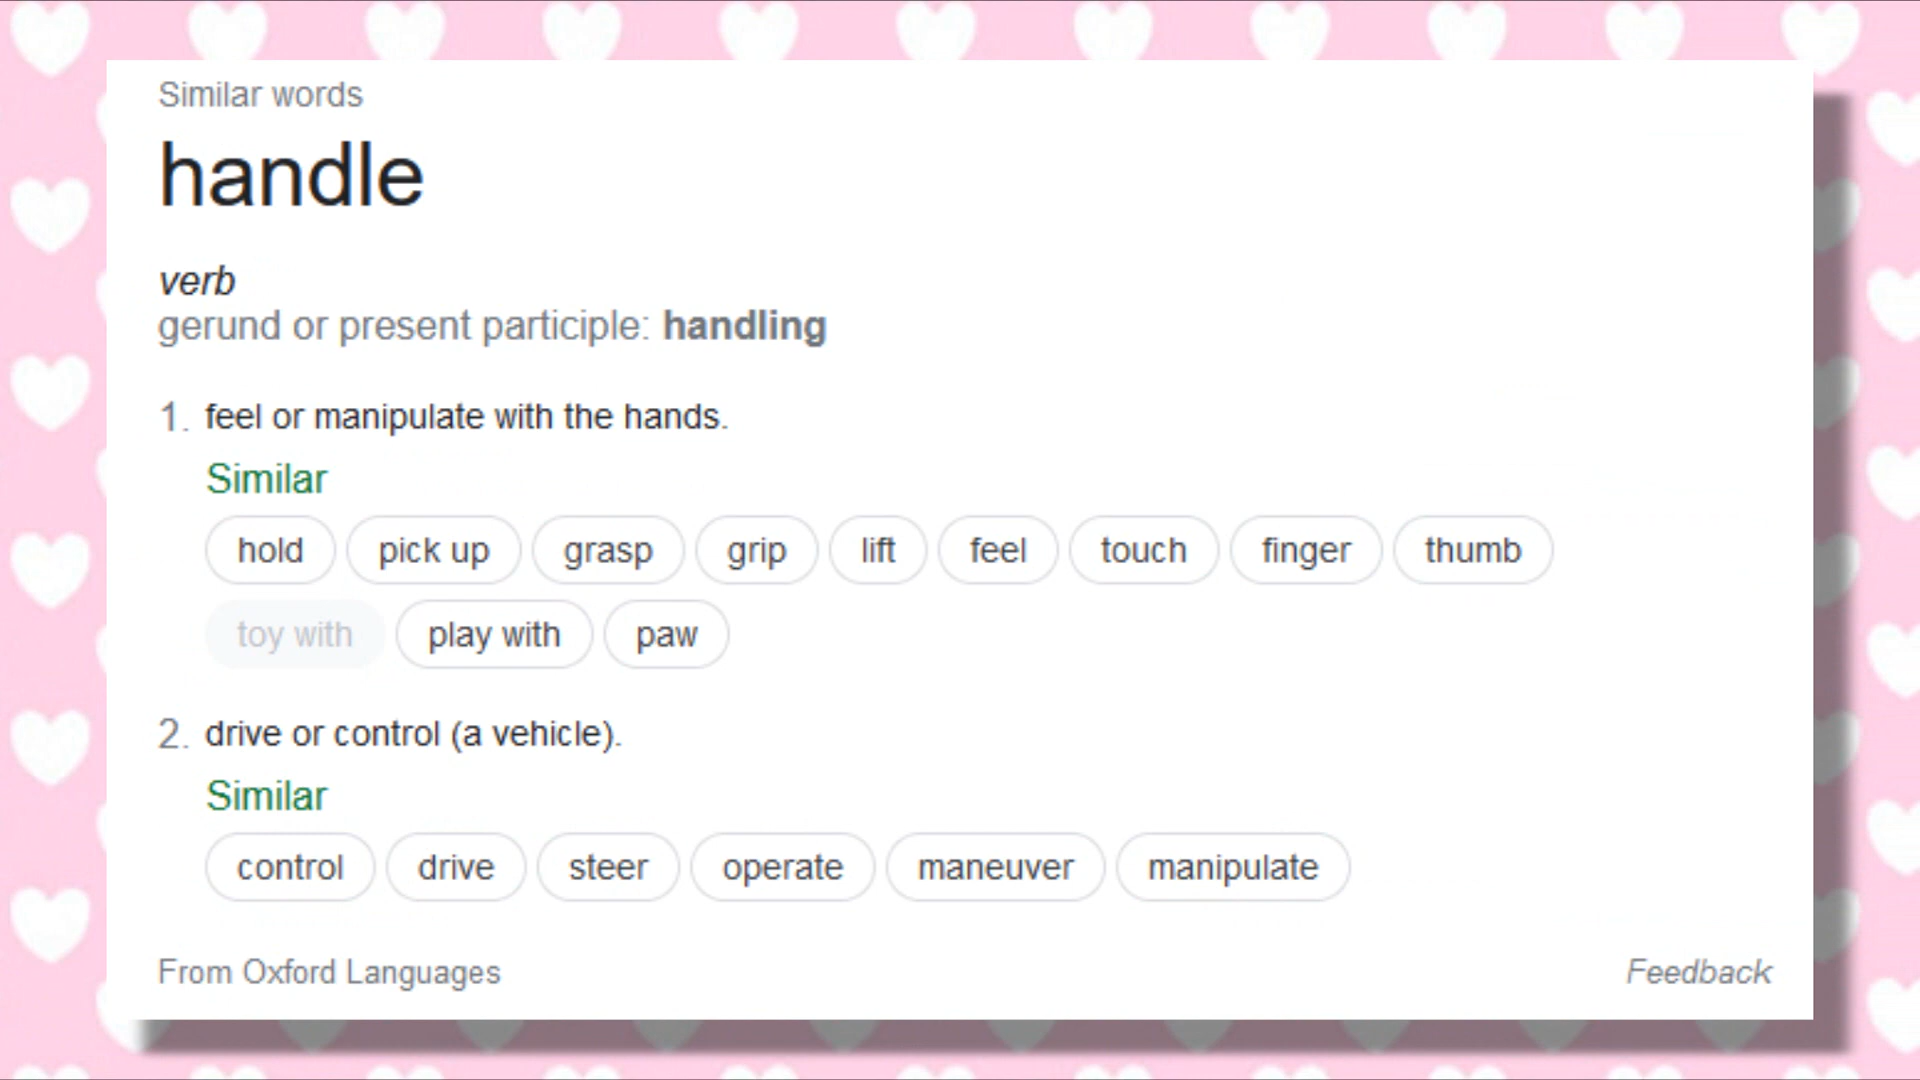 Similar words
handle
verb
gerund or present participle: handling
1. feel or manipulate with the hands.
Similar
hold pick up grasp grip lift feel touch finger thumb
toy with play with paw
2. drive or control (a vehicle).
Similar
control drive steer operate maneuver manipulate
From Oxford Languages Feedback